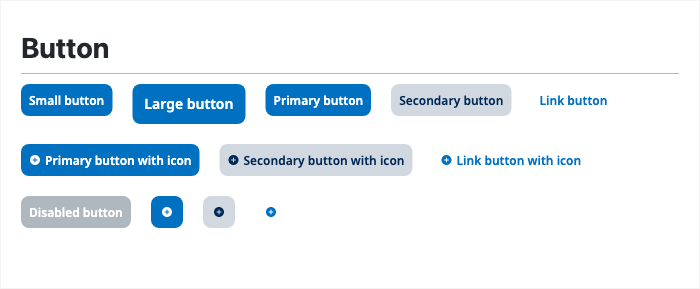 Button
Small button Large button Primary button Secondary button Link button
Primary button with icon Secondary button with icon Link button with icon
Disabled button